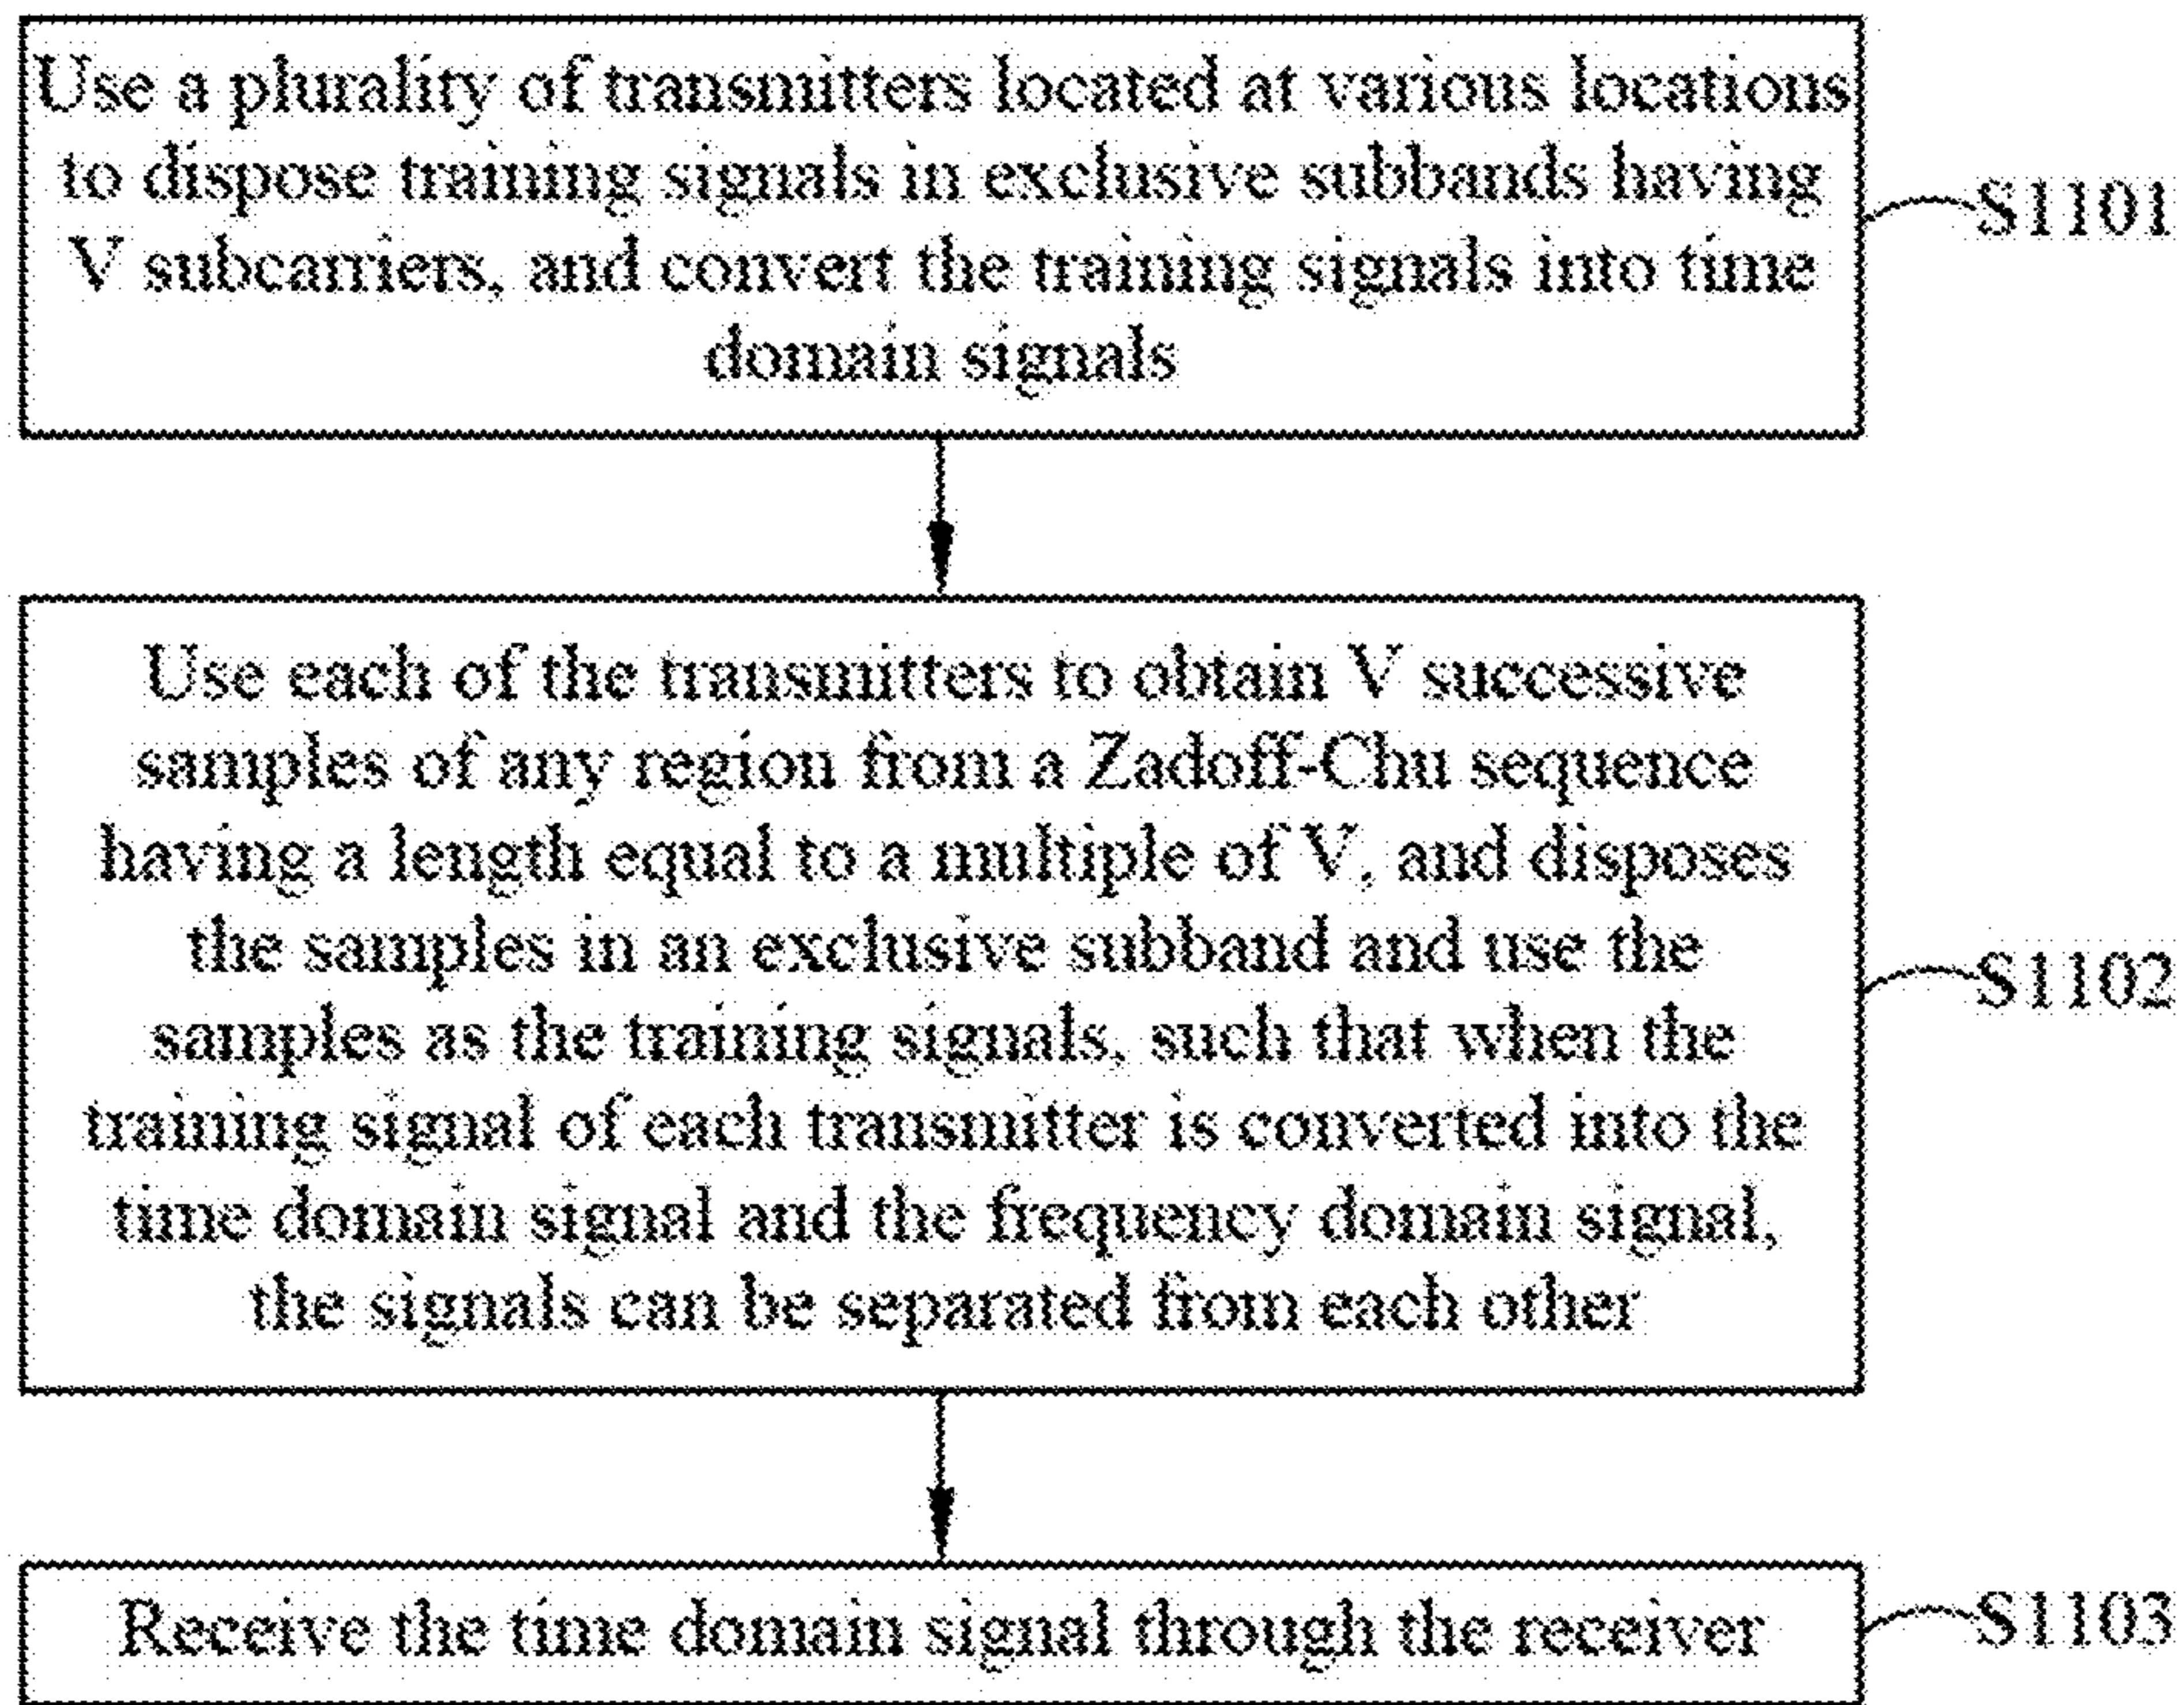 Use a plurality of transmitters located at various locations
to dispose training signals in exclusive subbands having
V subcarriers, and convert the training signals into time
domain signals
S1101
Use each of the transmitters to obtain V successive
samples of any region from a Zadoff-Chu sequence
having a length equal to a multiple of V, and disposes
the samples in an exclusive subband and use the
samples as the training signals, such that when the
training signal of each transmitter is converted into the
time domain signal and the frequency domain signal,
the signals can be separated from each other
S1102
Receive the time domain signal through the receiver
S1103